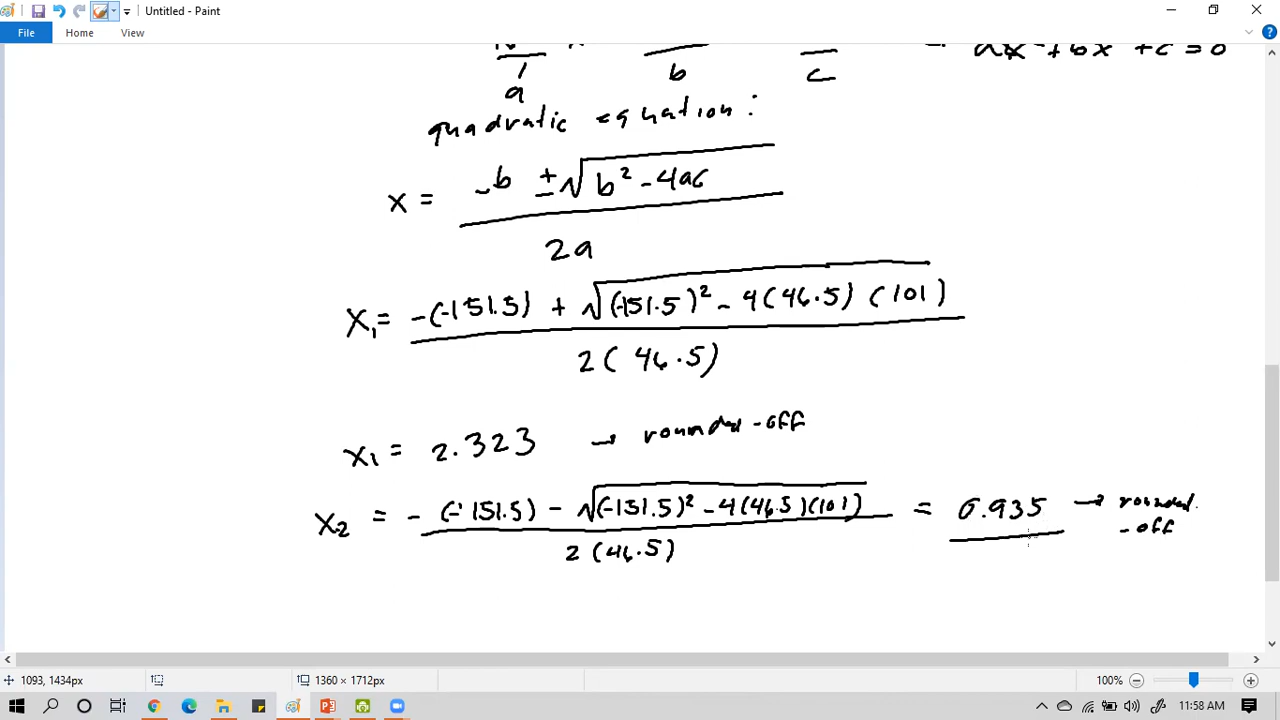 Untitled - Paint
File Home View
ax² + bx + c = 0
a b c
quadratic equation:
x = -b ± √b² - 4ac
2a
X₁ = -(-151.5) + √(-151.5)² - 4(46.5)(101)
2(46.5)
X1 = 2.323 → rounded-off
X2 = -(-151.5) - √(-151.5)² - 4(46.5)(101) = 0.935 → rounded
2(46.5) -off
1093, 1434px 1360 × 1712px 100%
11:58 AM